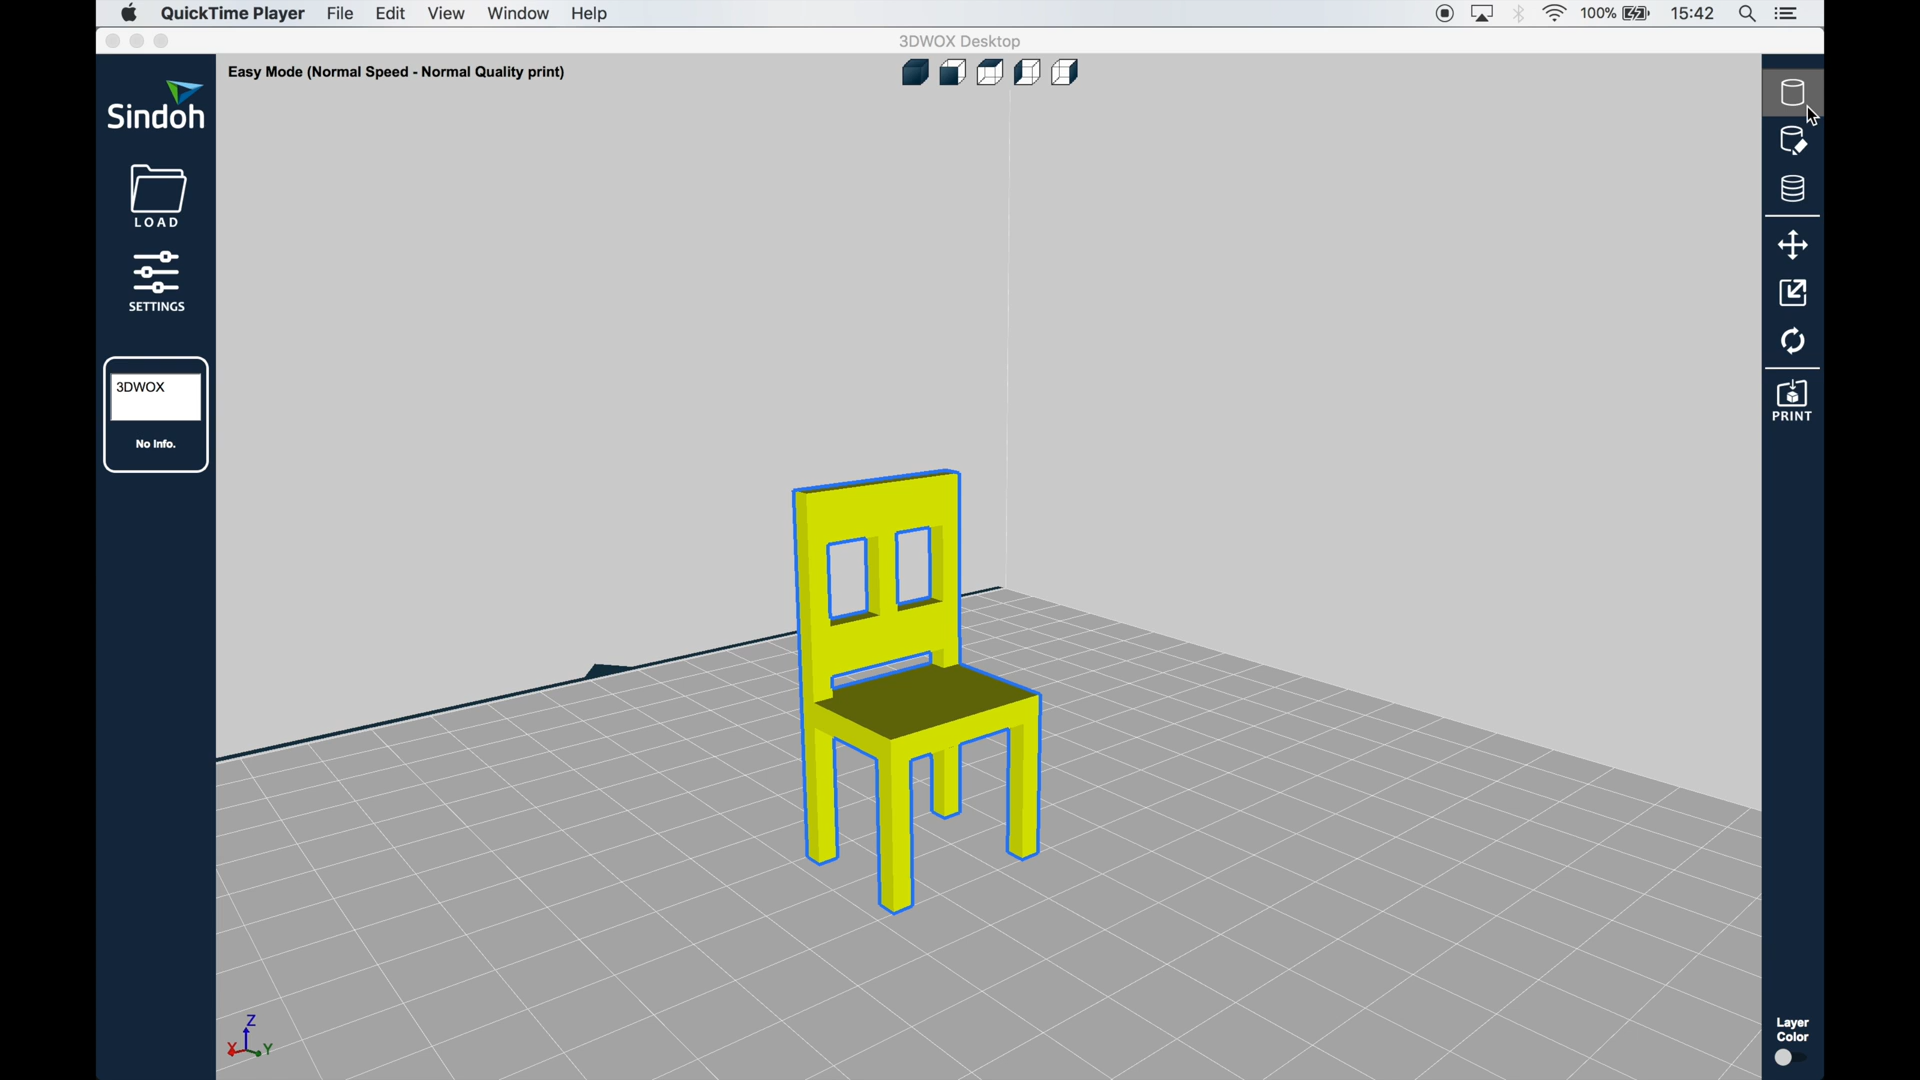 QuickTime Player File Edit View Window Help 100% 15:42
3DWOX Desktop
Easy Mode (Normal Speed - Normal Quality print)
Sindoh
LOAD
SETTINGS
3DWOX
No Info.
PRINT
Z
X Y
Layer
Color